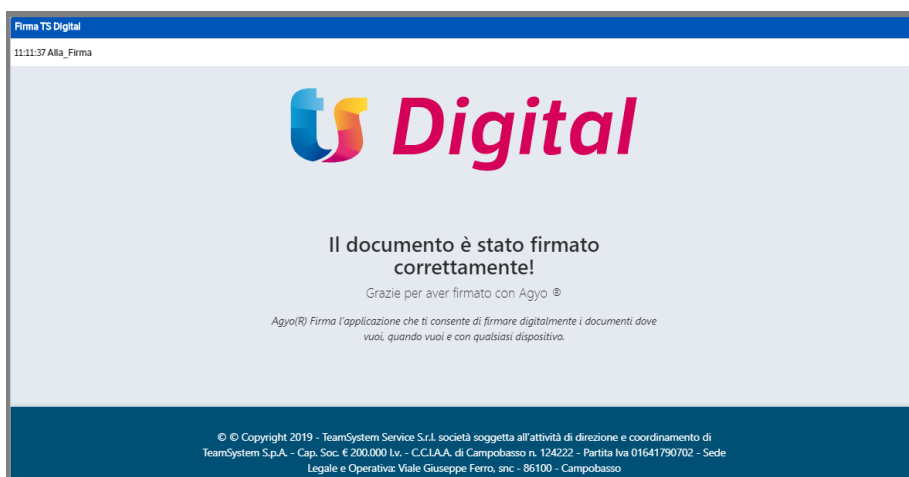 Firma TS Digital
11:11:37 Alla_Firma
ts Digital
Il documento è stato firmato
correttamente!
Grazie per aver firmato con Agyo ®
Agyo(R) Firma l'applicazione che ti consente di firmare digitalmente i documenti dove
vuoi, quando vuoi e con qualsiasi dispositivo.
© © Copyright 2019 - TeamSystem Service S.r.l. società soggetta all'attività di direzione e coordinamento di
TeamSystem S.p.A. - Cap. Soc. € 200.000 I.v. - C.C.I.A.A. di Campobasso n. 124222 - Partita Iva 01641790702 - Sede
Legale e Operativa: Viale Giuseppe Ferro, snc - 86100 - Campobasso